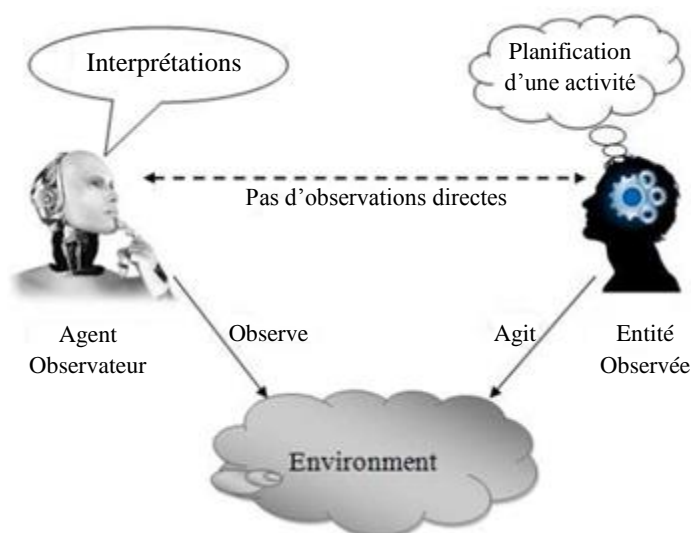 Interprétations
Planification
d’une activité
Pas d’observations directes
Agent
Observateur
Observe
Agit
Entité
Observée
Environment